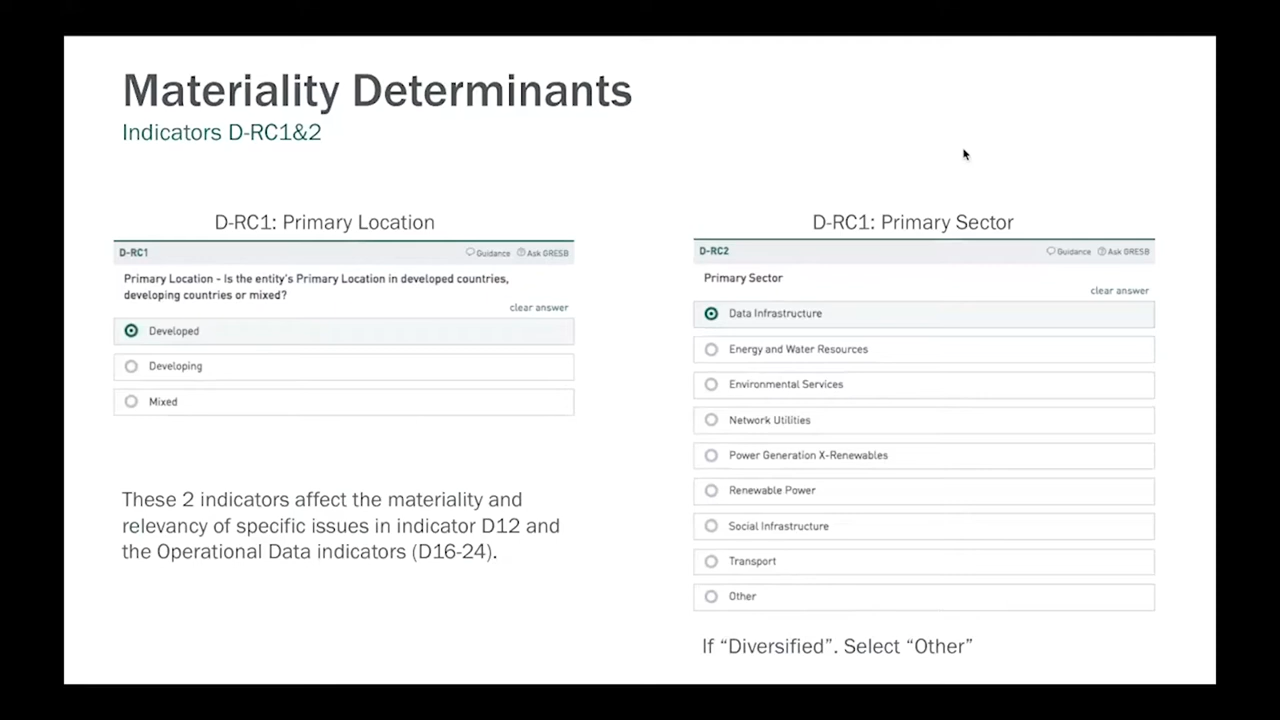 Materiality Determinants
Indicators D-RC1&2
D-RC1: Primary Location
D-RC1
Guidance
Ask GRESB
Primary Location - Is the entity's Primary Location in developed countries,
developing countries or mixed?
clear answer
Developed
Developing
Mixed
These 2 indicators affect the materiality and
relevancy of specific issues in indicator D12 and
the Operational Data indicators (D16-24).
D-RC1: Primary Sector
D-RC2
Guidance
Ask GRESB
Primary Sector
clear answer
Data Infrastructure
Energy and Water Resources
Environmental Services
Network Utilities
Power Generation X-Renewables
Renewable Power
Social Infrastructure
Transport
Other
If “Diversified”. Select “Other”